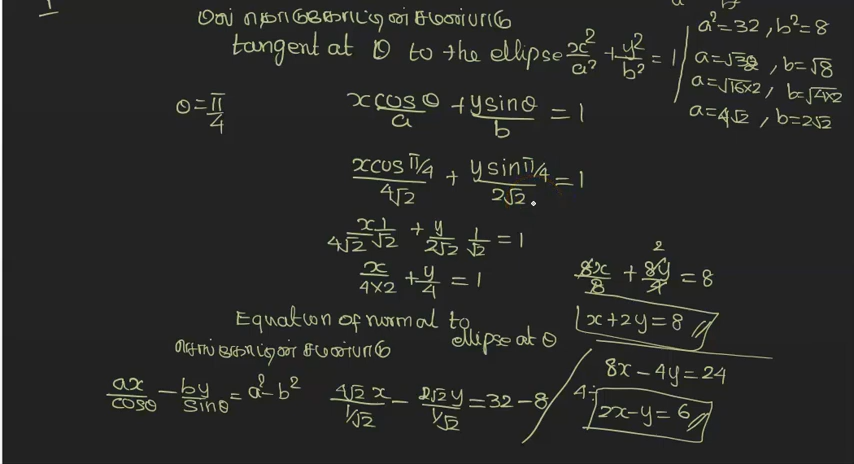 தொடுகோட்டின் சமன்பாடு
tangent at θ to the ellipse x²/a² + y²/b² = 1
a² = 32 , b² = 8
a = √32 , b = √8
a = √16×2 , b = √4×2
a = 4√2 , b = 2√2
θ = π/4
x cosθ/a + y sinθ/b = 1
x cos π/4 / 4√2 + y sin π/4 / 2√2 = 1
x/4√2 1/√2 + y/2√2 1/√2 = 1
x/4×2 + y/4 = 1
8x/8 + 8y/4 = 8
2
x + 2y = 8
Equation of normal to ellipse at θ
செங்கோட்டின் சமன்பாடு
ax/cosθ − by/sinθ = a² − b²
4√2 x / 1/√2 − 2√2 y / 1/√2 = 32 − 8
8x − 4y = 24
4÷
2x − y = 6